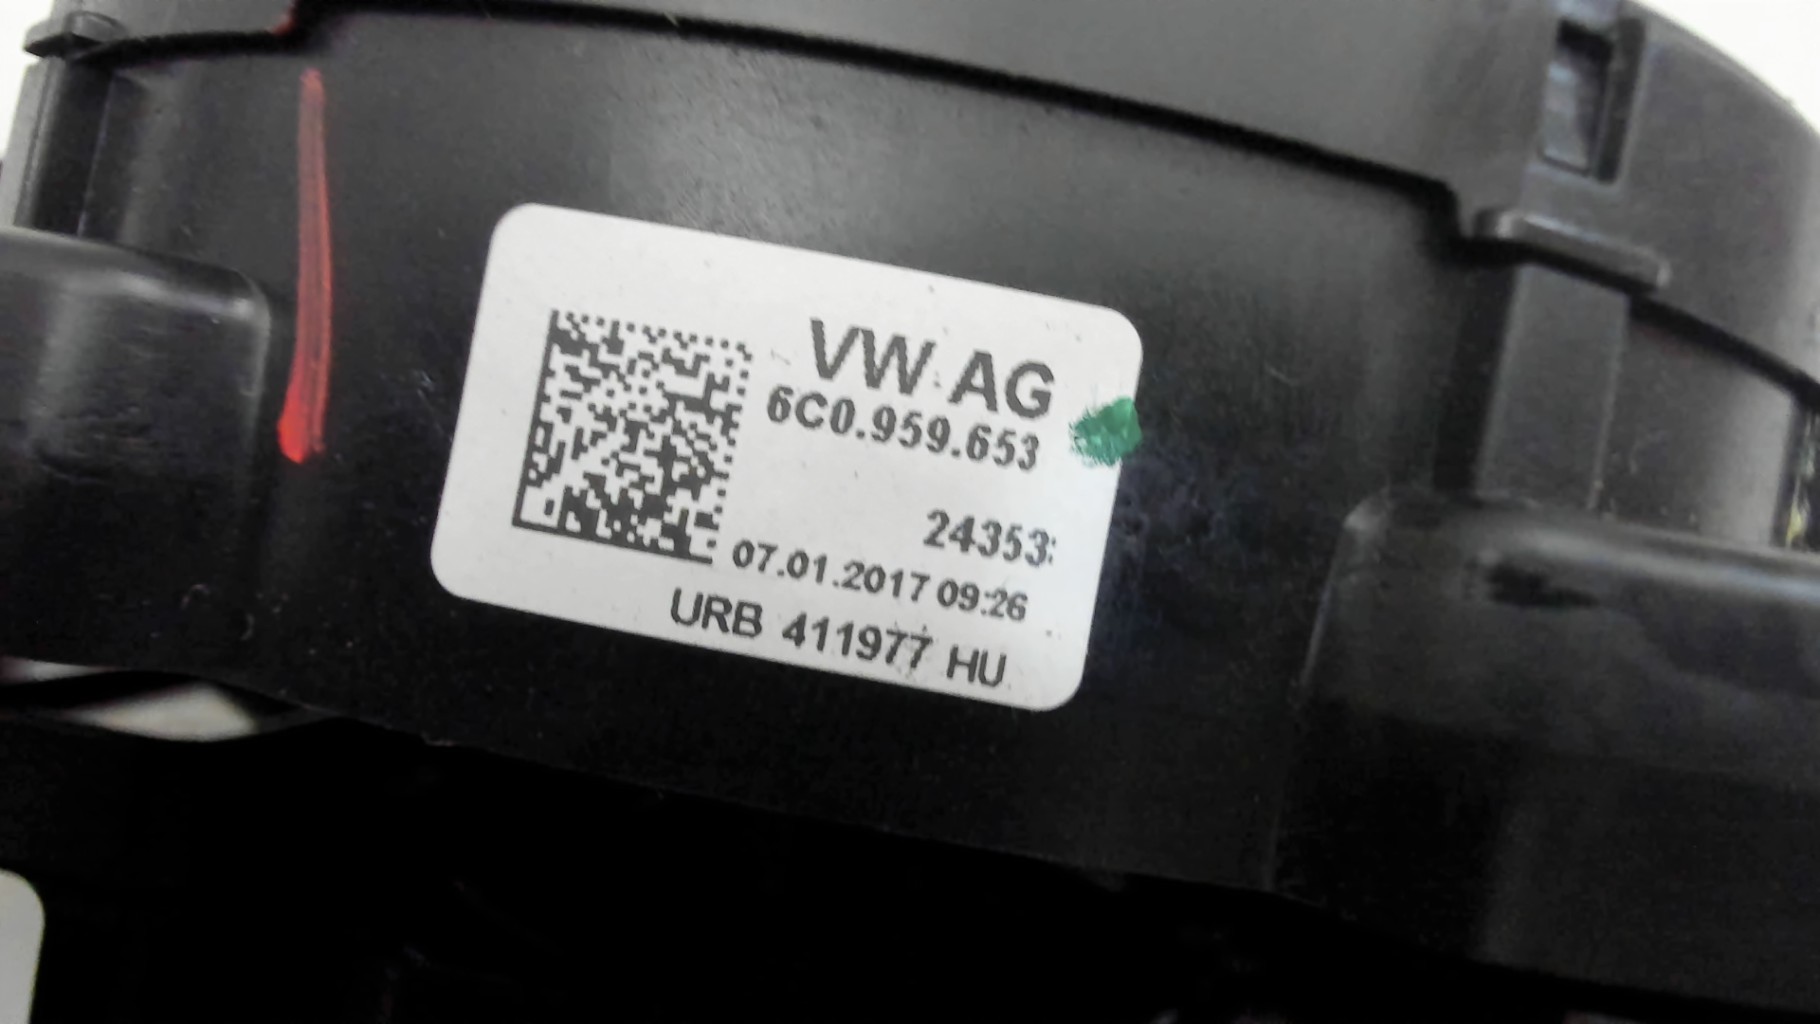 VW AG
6C0.959.653
24353
07.01.2017 09:26
URB 411977 HU